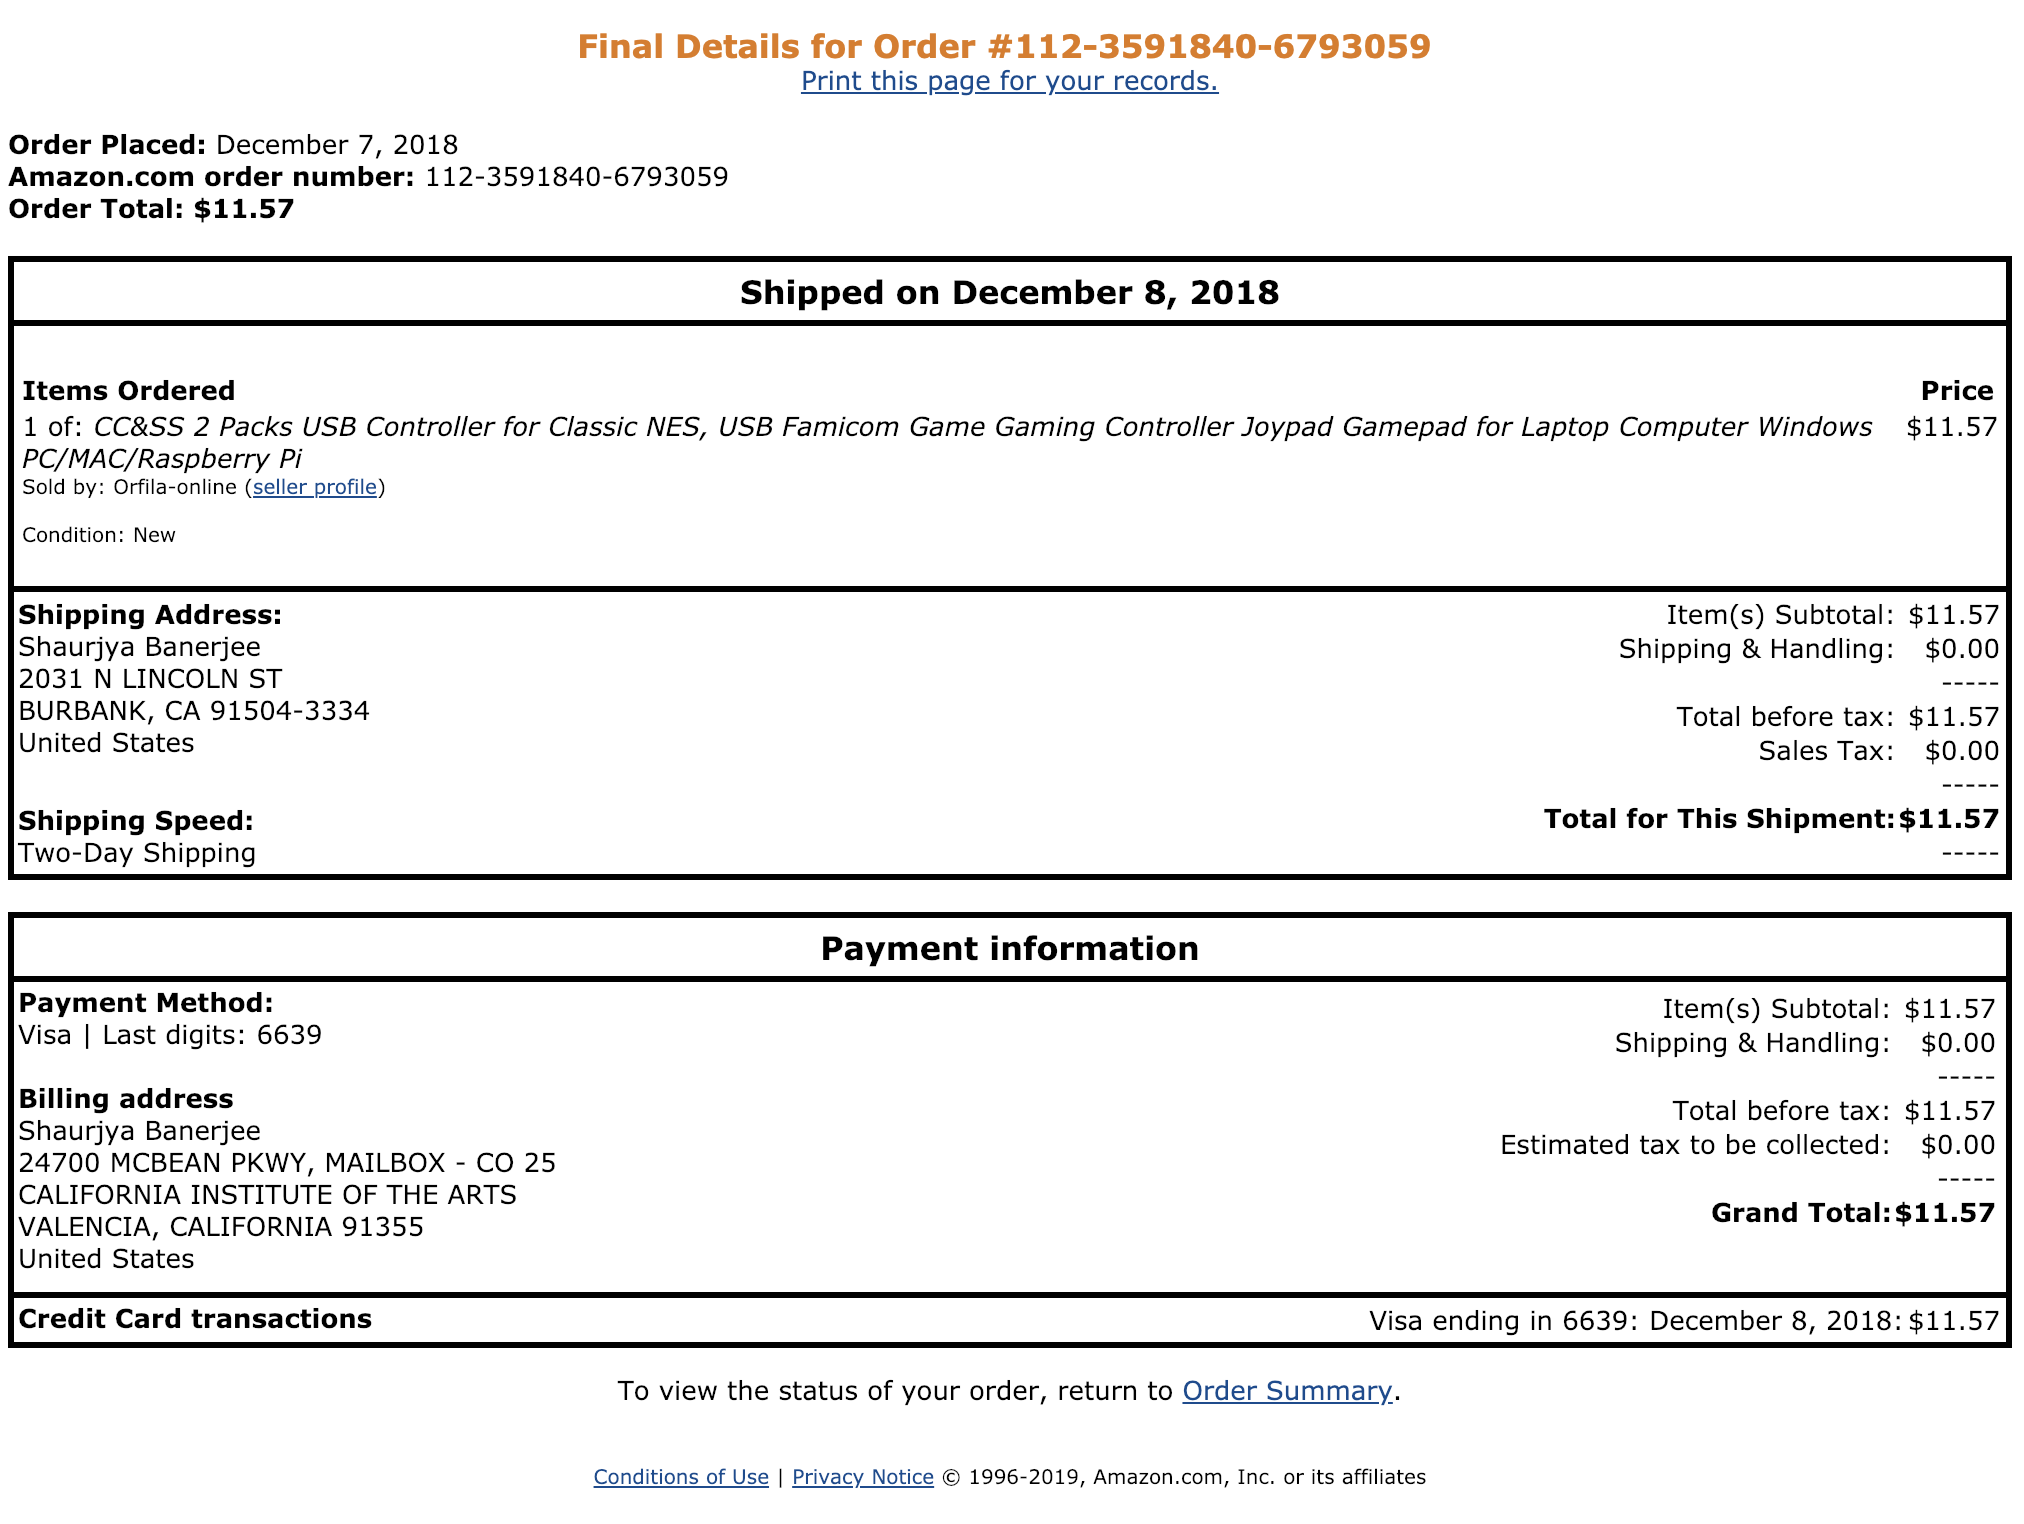 Final Details for Order #112-3591840-6793059
Print this page for your records.
Order Placed: December 7, 2018
Amazon.com order number: 112-3591840-6793059
Order Total: $11.57
Shipped on December 8, 2018
Items Ordered Price
1 of: CC&SS 2 Packs USB Controller for Classic NES, USB Famicom Game Gaming Controller Joypad Gamepad for Laptop Computer Windows $11.57
PC/MAC/Raspberry Pi
Sold by: Orfila-online (seller profile)
Condition: New
Shipping Address:
Shaurjya Banerjee
2031 N LINCOLN ST
BURBANK, CA 91504-3334
United States
Shipping Speed:
Two-Day Shipping
Item(s) Subtotal: $11.57
Shipping & Handling: $0.00
-----
Total before tax: $11.57
Sales Tax: $0.00
-----
Total for This Shipment: $11.57
-----
Payment information
Payment Method:
Visa | Last digits: 6639
Billing address
Shaurjya Banerjee
24700 MCBEAN PKWY, MAILBOX - CO 25
CALIFORNIA INSTITUTE OF THE ARTS
VALENCIA, CALIFORNIA 91355
United States
Item(s) Subtotal: $11.57
Shipping & Handling: $0.00
-----
Total before tax: $11.57
Estimated tax to be collected: $0.00
-----
Grand Total: $11.57
Credit Card transactions Visa ending in 6639: December 8, 2018: $11.57
To view the status of your order, return to Order Summary.
Conditions of Use | Privacy Notice © 1996-2019, Amazon.com, Inc. or its affiliates